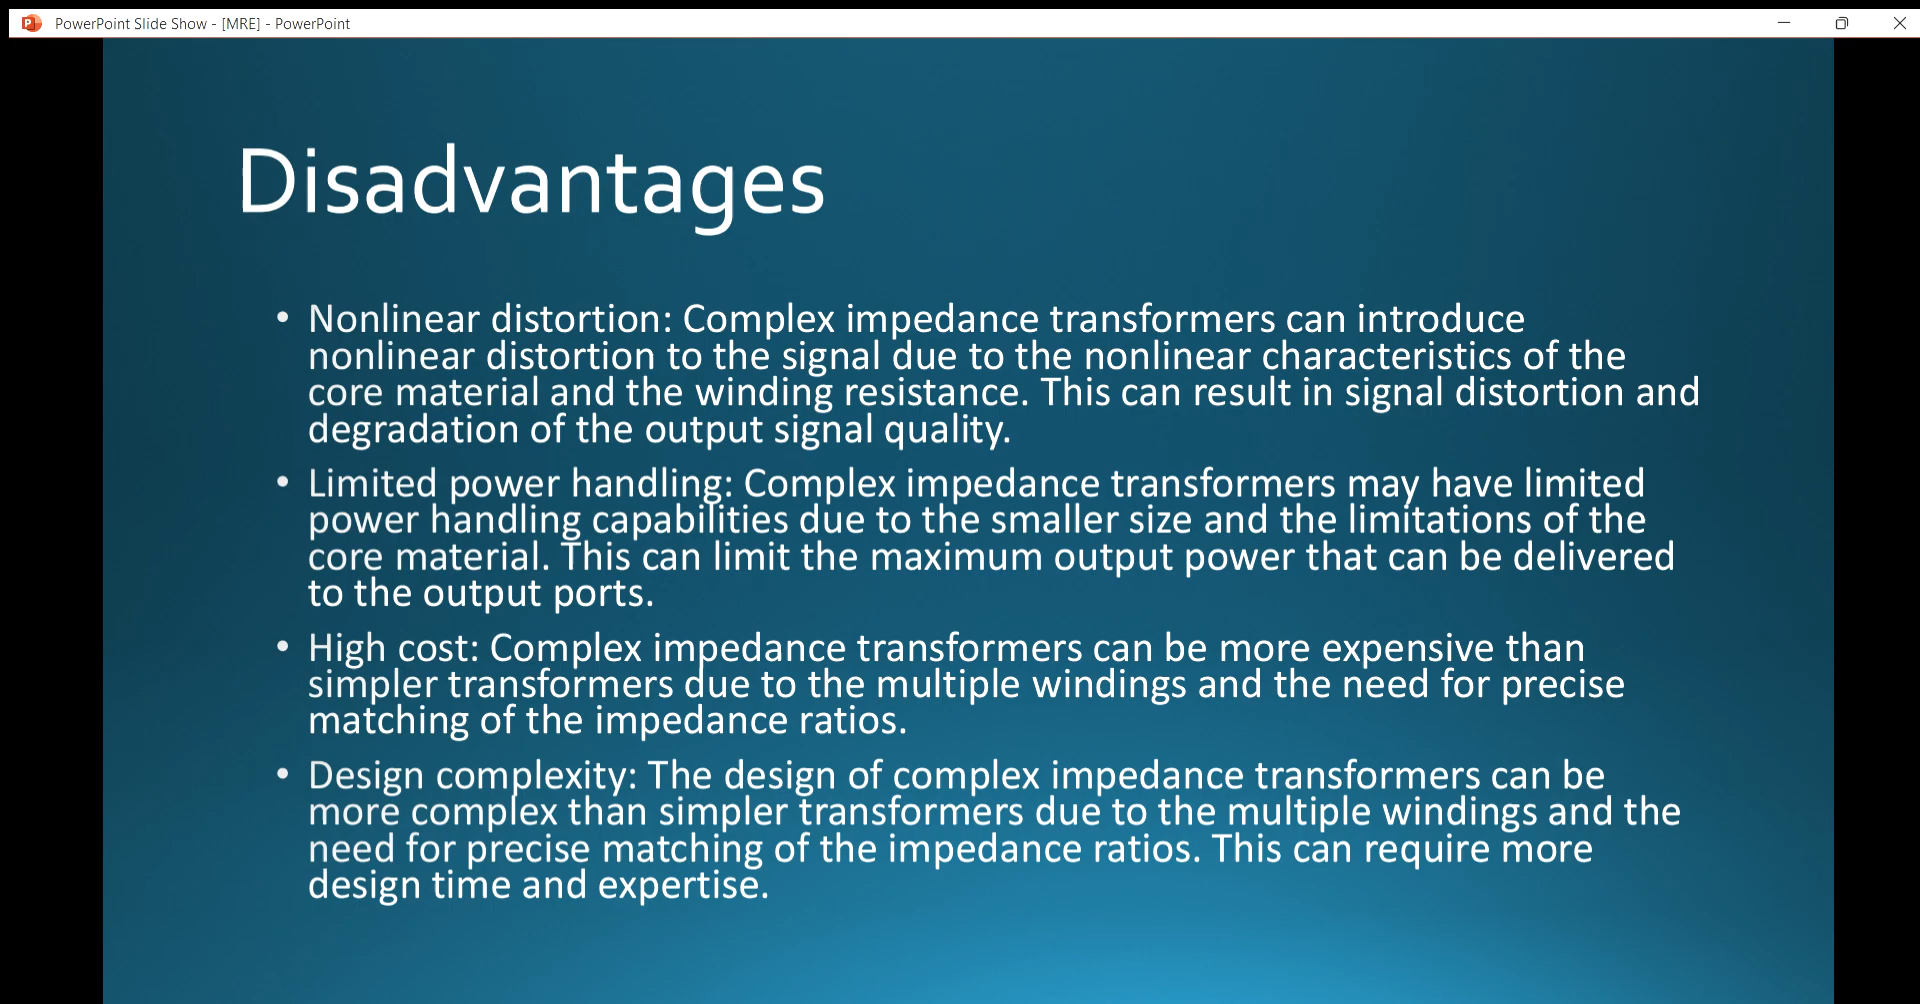 PowerPoint Slide Show - [MRE] - PowerPoint
Disadvantages
• Nonlinear distortion: Complex impedance transformers can introduce
nonlinear distortion to the signal due to the nonlinear characteristics of the
core material and the winding resistance. This can result in signal distortion and
degradation of the output signal quality.
• Limited power handling: Complex impedance transformers may have limited
power handling capabilities due to the smaller size and the limitations of the
core material. This can limit the maximum output power that can be delivered
to the output ports.
• High cost: Complex impedance transformers can be more expensive than
simpler transformers due to the multiple windings and the need for precise
matching of the impedance ratios.
• Design complexity: The design of complex impedance transformers can be
more complex than simpler transformers due to the multiple windings and the
need for precise matching of the impedance ratios. This can require more
design time and expertise.